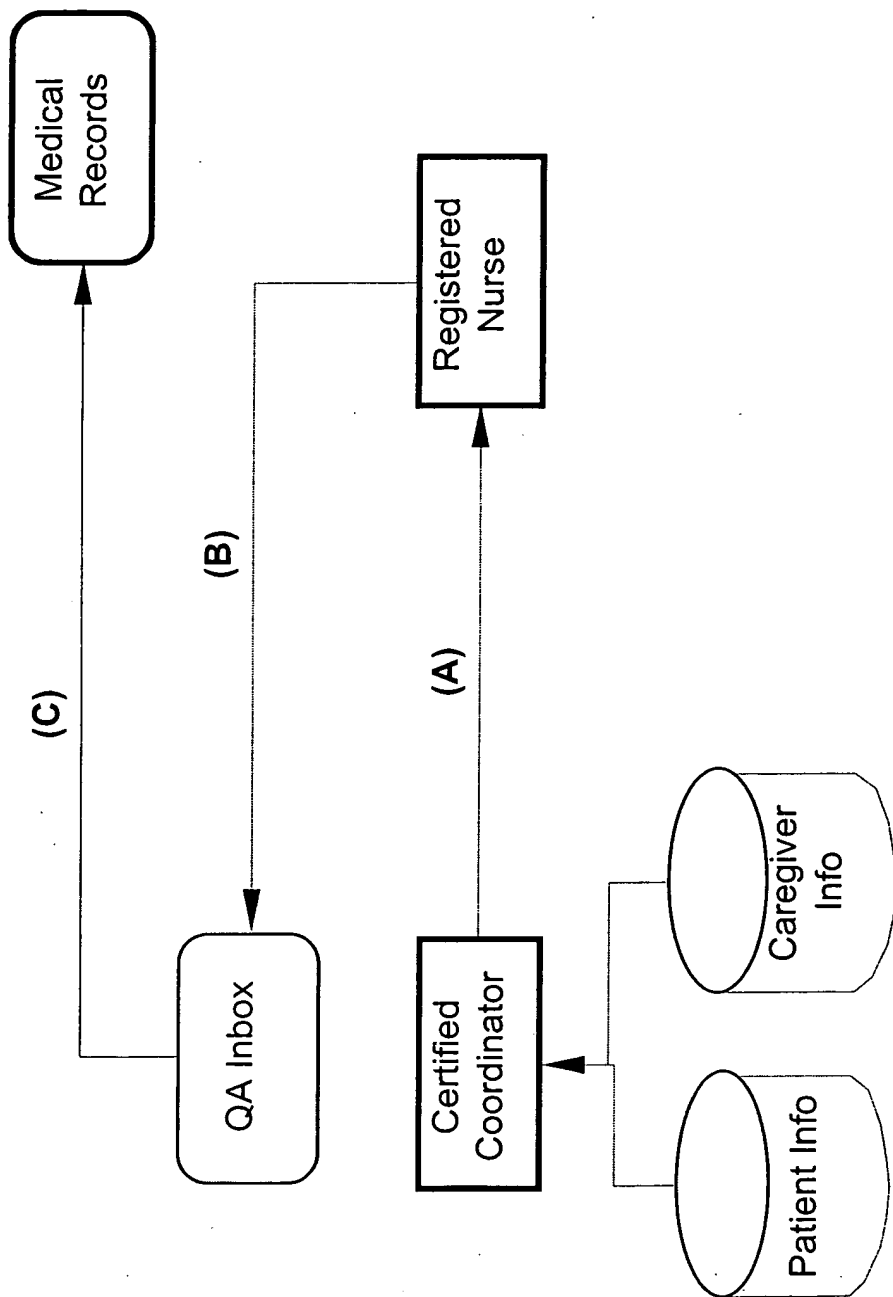 (C)
Medical
Records
QA Inbox
(B)
Certified
Coordinator
(A)
Registered
Nurse
Patient Info
Caregiver
Info